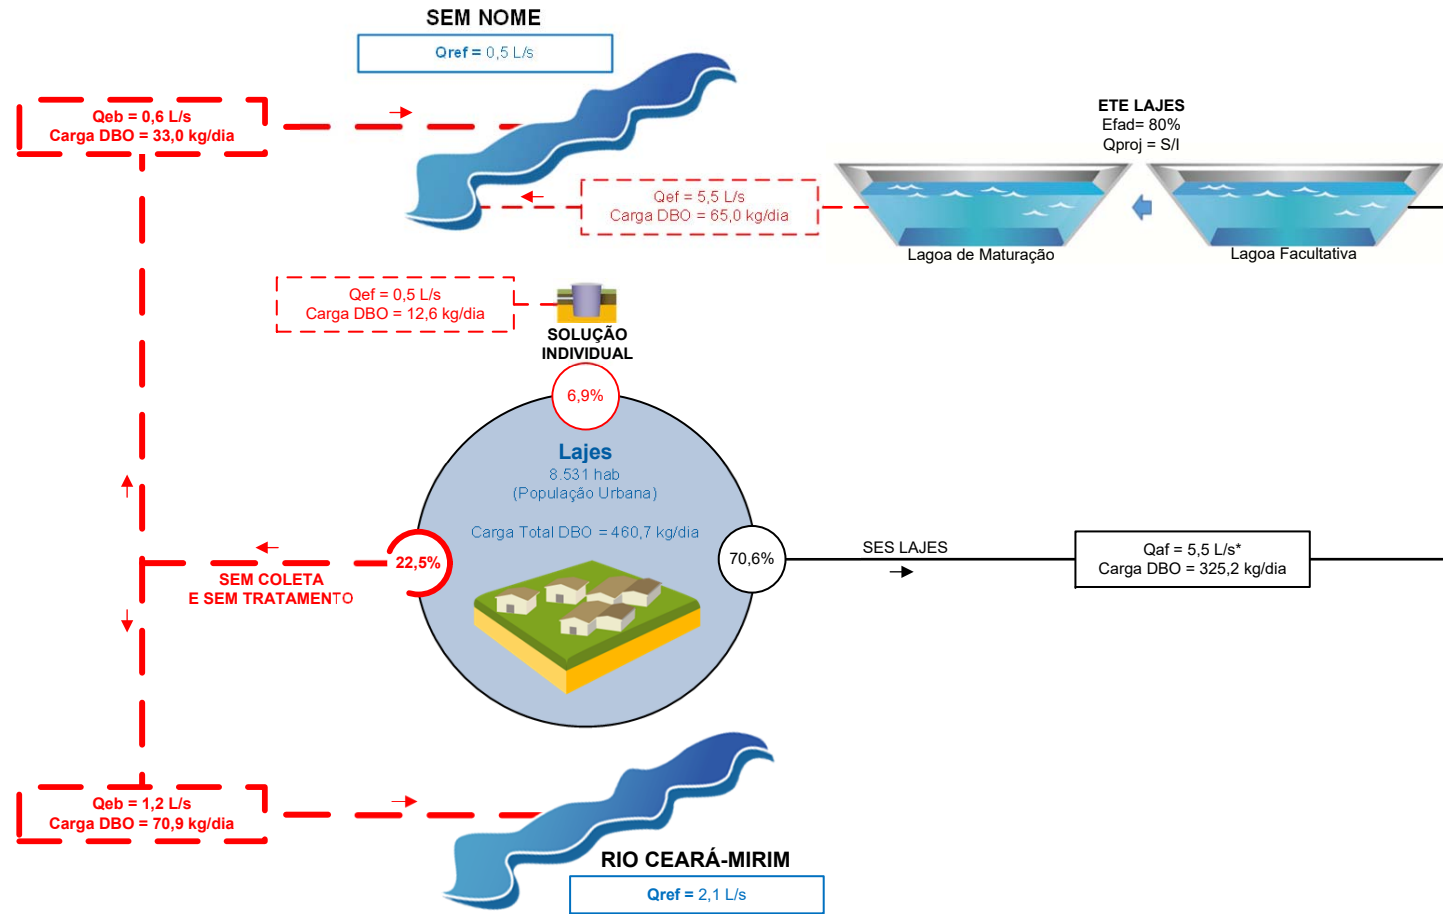 SEM NOME
Qref = 0,5 L/s
Qeb = 0,6 L/s
Carga DBO = 33,0 kg/dia
ETE LAJES
Efad= 80%
Qproj = S/I
Qef = 5,5 L/s
Carga DBO = 65,0 kg/dia
Lagoa de Maturação
Lagoa Facultativa
Qef = 0,5 L/s
Carga DBO = 12,6 kg/dia
SOLUÇÃO
INDIVIDUAL
6,9%
Lajes
8.531 hab
(População Urbana)
Carga Total DBO = 460,7 kg/dia
22,5%
SEM COLETA
E SEM TRATAMENTO
70,6%
SES LAJES
Qaf = 5,5 L/s*
Carga DBO = 325,2 kg/dia
Qeb = 1,2 L/s
Carga DBO = 70,9 kg/dia
RIO CEARÁ-MIRIM
Qref = 2,1 L/s